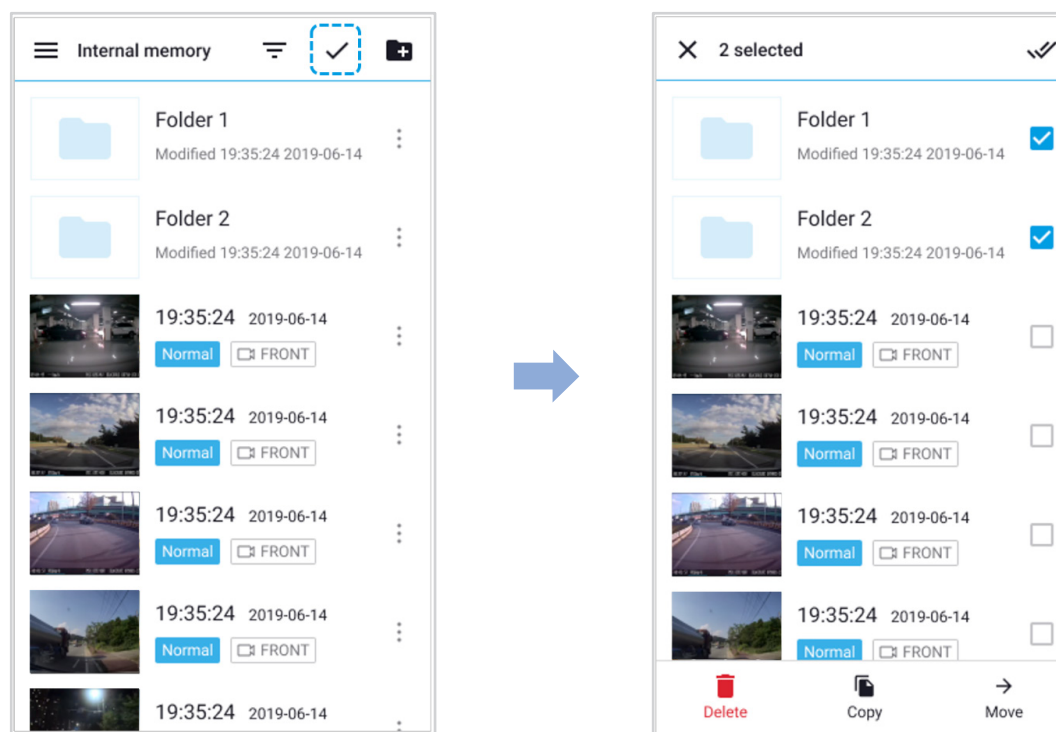 Internal memory
Folder 1
Modified 19:35:24 2019-06-14
Folder 2
Modified 19:35:24 2019-06-14
19:35:24 2019-06-14
Normal FRONT
19:35:24 2019-06-14
Normal FRONT
19:35:24 2019-06-14
Normal FRONT
19:35:24 2019-06-14
Normal FRONT
19:35:24 2019-06-14
2 selected
Folder 1
Modified 19:35:24 2019-06-14
Folder 2
Modified 19:35:24 2019-06-14
19:35:24 2019-06-14
Normal FRONT
19:35:24 2019-06-14
Normal FRONT
19:35:24 2019-06-14
Normal FRONT
19:35:24 2019-06-14
Normal FRONT
Delete Copy Move